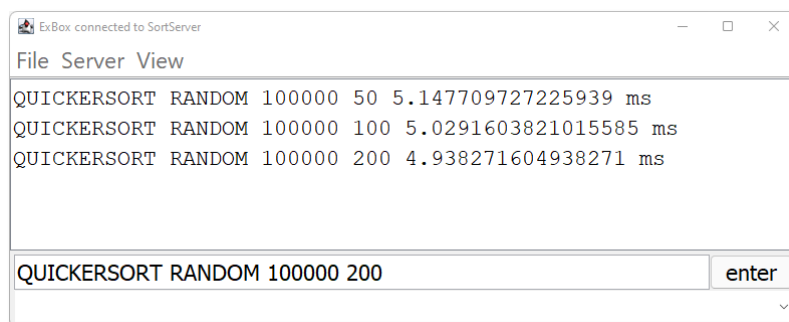 ExBox connected to SortServer
File Server View
QUICKERSORT RANDOM 100000 50 5.147709727225939 ms
QUICKERSORT RANDOM 100000 100 5.0291603821015585 ms
QUICKERSORT RANDOM 100000 200 4.938271604938271 ms
QUICKERSORT RANDOM 100000 200 enter